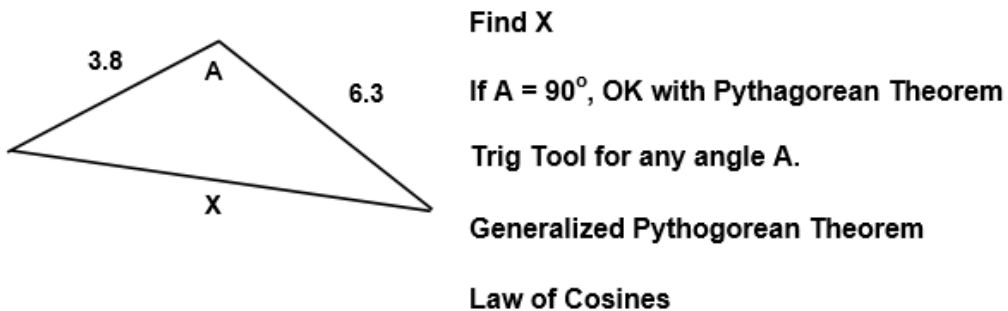 Find X
3.8
A
6.3
If A = 90°, OK with Pythagorean Theorem
Trig Tool for any angle A.
X
Generalized Pythogorean Theorem
Law of Cosines